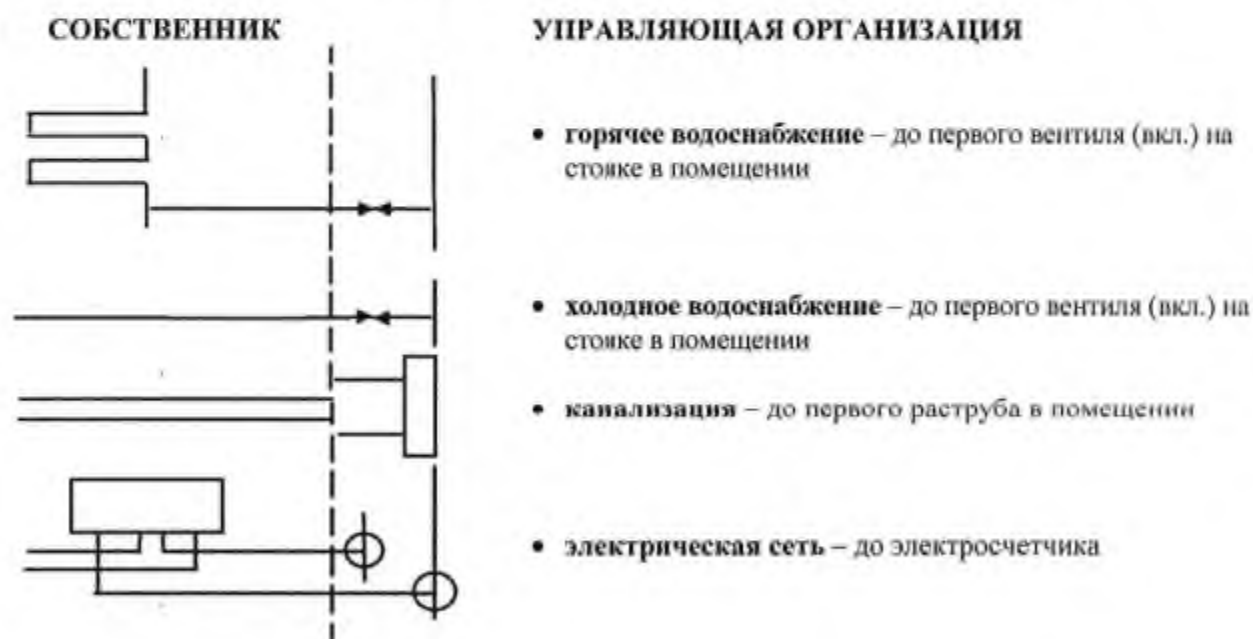 СОБСТВЕННИК
УПРАВЛЯЮЩАЯ ОРГАНИЗАЦИЯ
• горячее водоснабжение – до первого вентиля (вкл.) на
стояке в помещении
• холодное водоснабжение – до первого вентиля (вкл.) на
стояке в помещении
• канализация – до первого раструба в помещении
• электрическая сеть – до электросчетчика